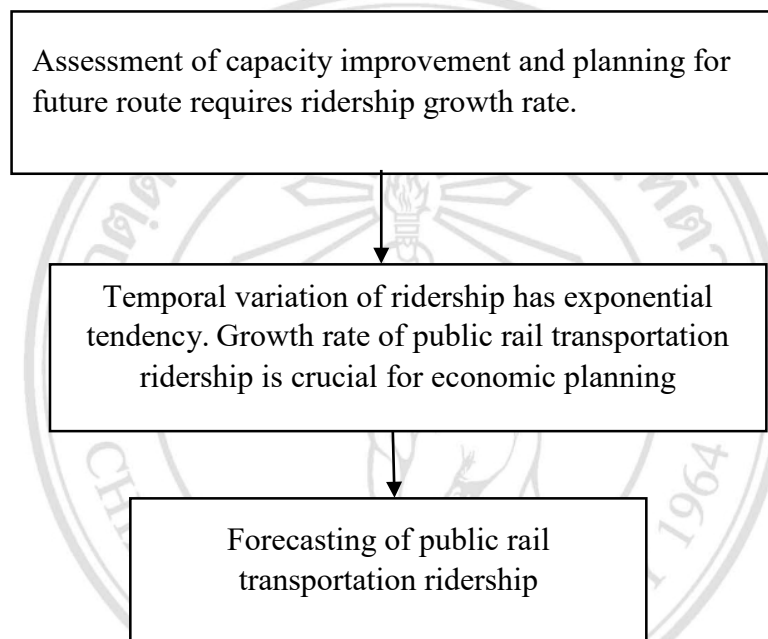 Assessment of capacity improvement and planning for
future route requires ridership growth rate.
Temporal variation of ridership has exponential
tendency. Growth rate of public rail transportation
ridership is crucial for economic planning
Forecasting of public rail
transportation ridership
1964